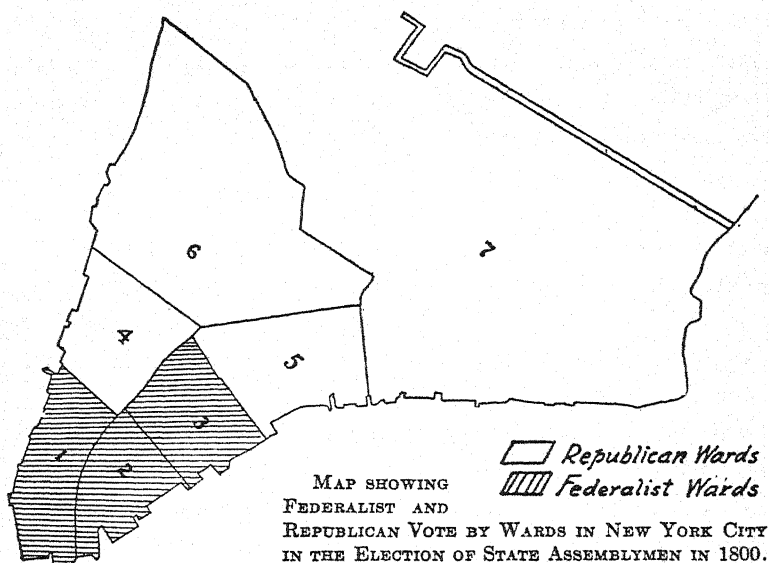 6
7
4
5
3
1
2
Republican Wards
Federalist Wards
MAP SHOWING
FEDERALIST AND
REPUBLICAN VOTE BY WARDS IN NEW YORK CITY
IN THE ELECTION OF STATE ASSEMBLYMEN IN 1800.